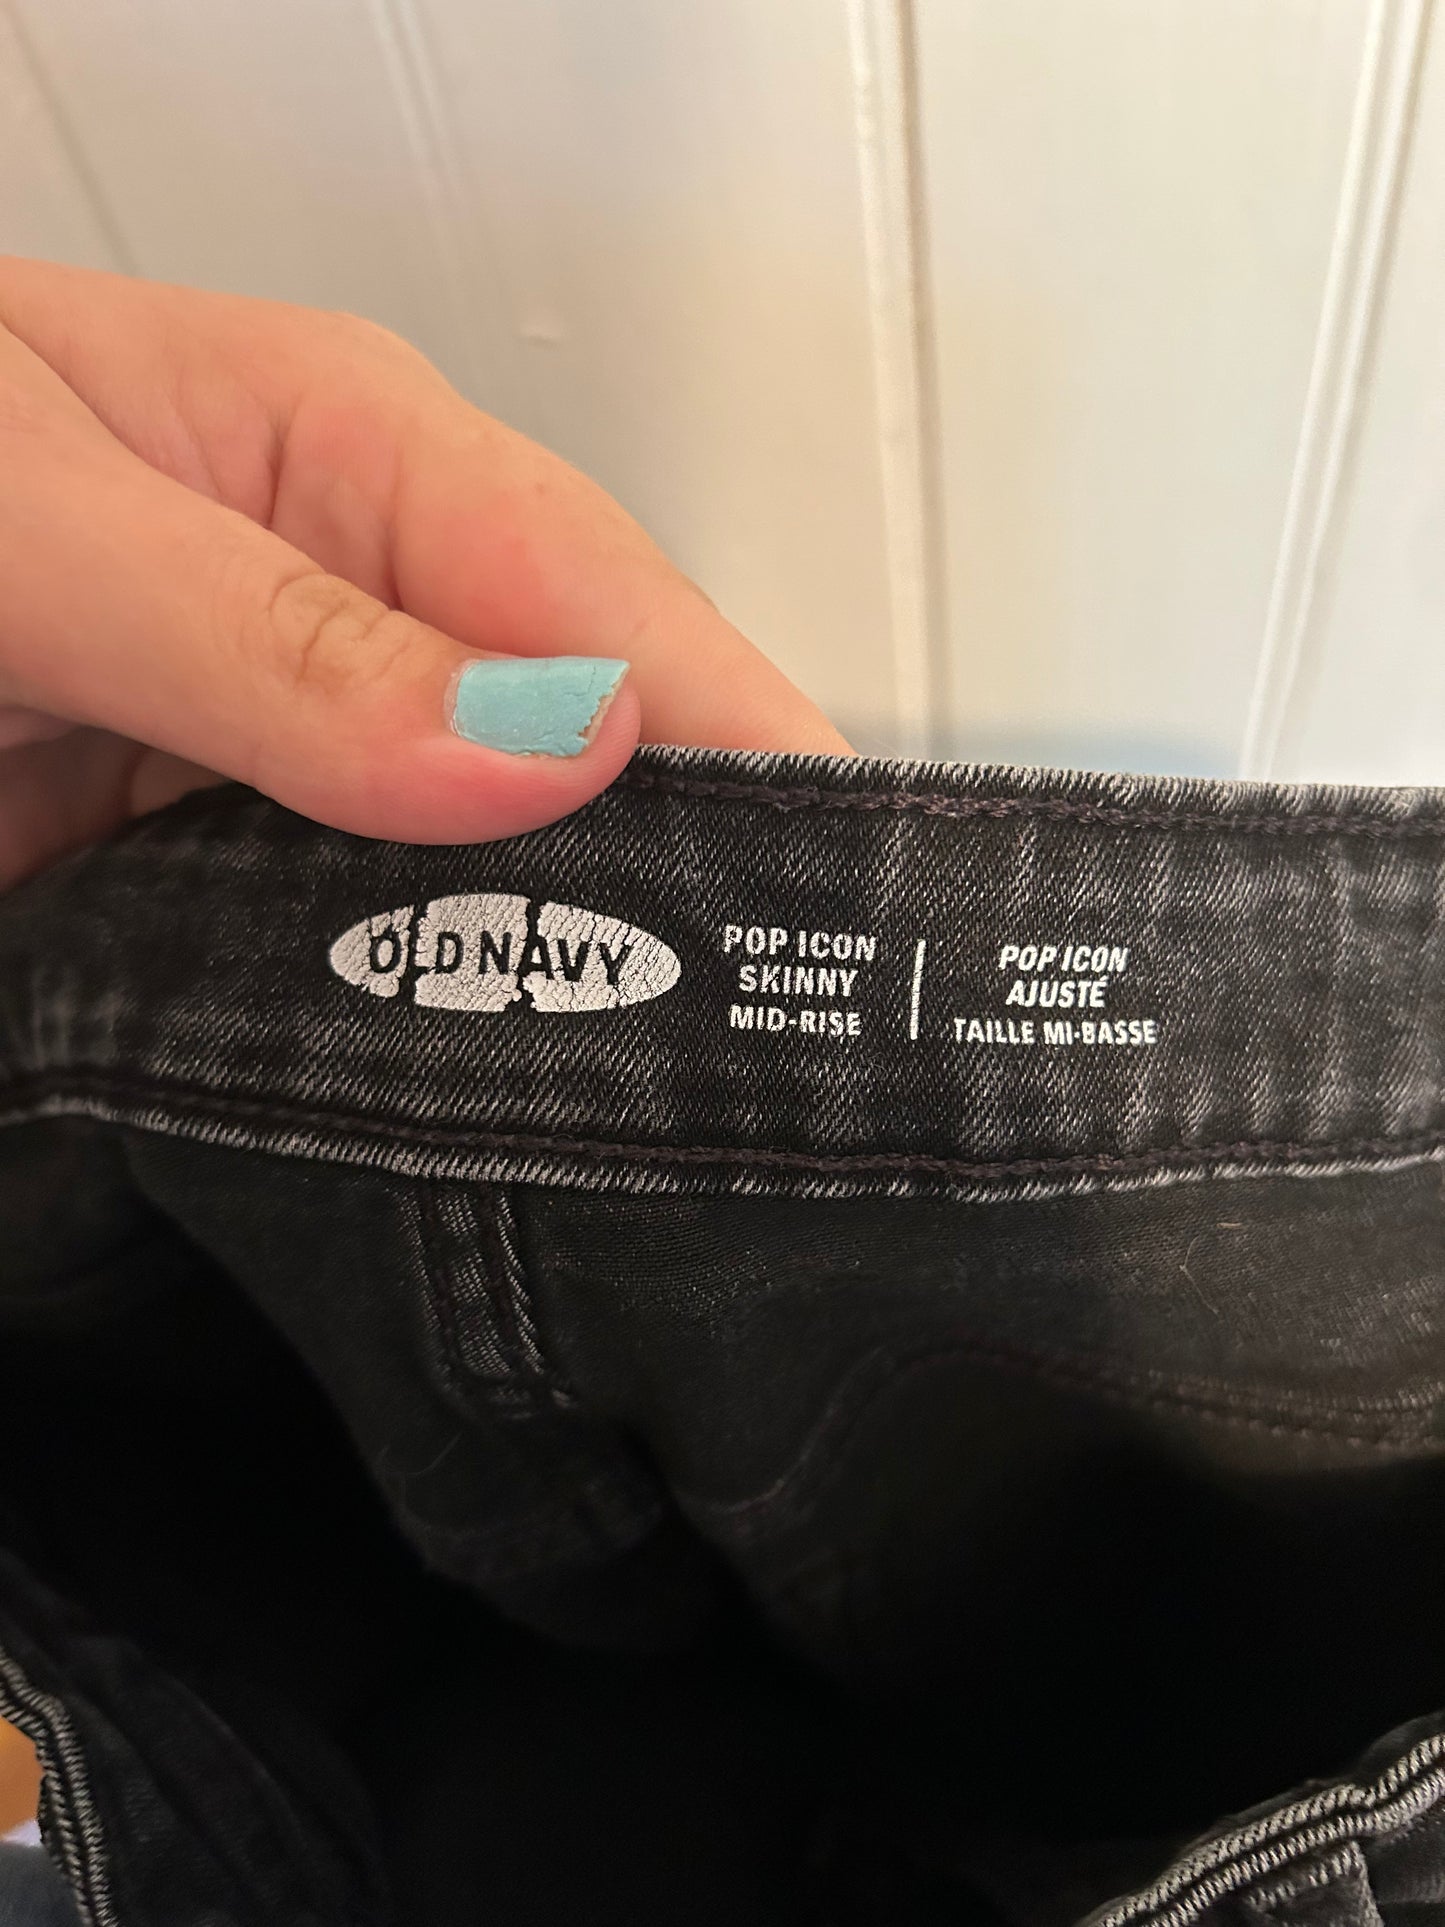 OLD NAVY
POP ICON
SKINNY
MID-RISE
POP ICON
AJUSTÉ
TAILLE MI-BASSE